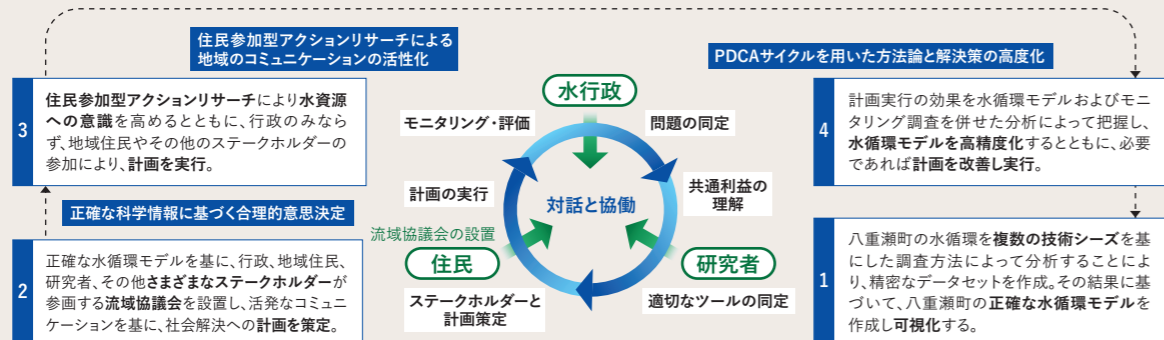 住民参加型アクションリサーチによる
地域のコミュニケーションの活性化
PDCAサイクルを用いた方法論と解決策の高度化
3
住民参加型アクションリサーチにより水資源
への意識を高めるとともに、行政のみなら
ず、地域住民やその他のステークホルダーの
参加により、計画を実行。
正確な科学情報に基づく合理的意思決定
2
正確な水循環モデルを基に、行政、地域住民、
研究者、その他さまざまなステークホルダーが
参画する流域協議会を設置し、活発なコミュ
ニケーションを基に、社会解決への計画を策定。
水行政
モニタリング・評価
問題の同定
計画の実行
共通利益の
理解
対話と協働
流域協議会の設置
住民
研究者
ステークホルダーと
計画策定
適切なツールの同定
4
計画実行の効果を水循環モデルおよびモニ
タリング調査を併せた分析によって把握し、
水循環モデルを高精度化するとともに、必要
であれば計画を改善し実行。
1
八重瀬町の水循環を複数の技術シーズを基
にした調査方法によって分析することによ
り、精密なデータセットを作成。その結果に基
づいて、八重瀬町の正確な水循環モデルを
作成し可視化する。